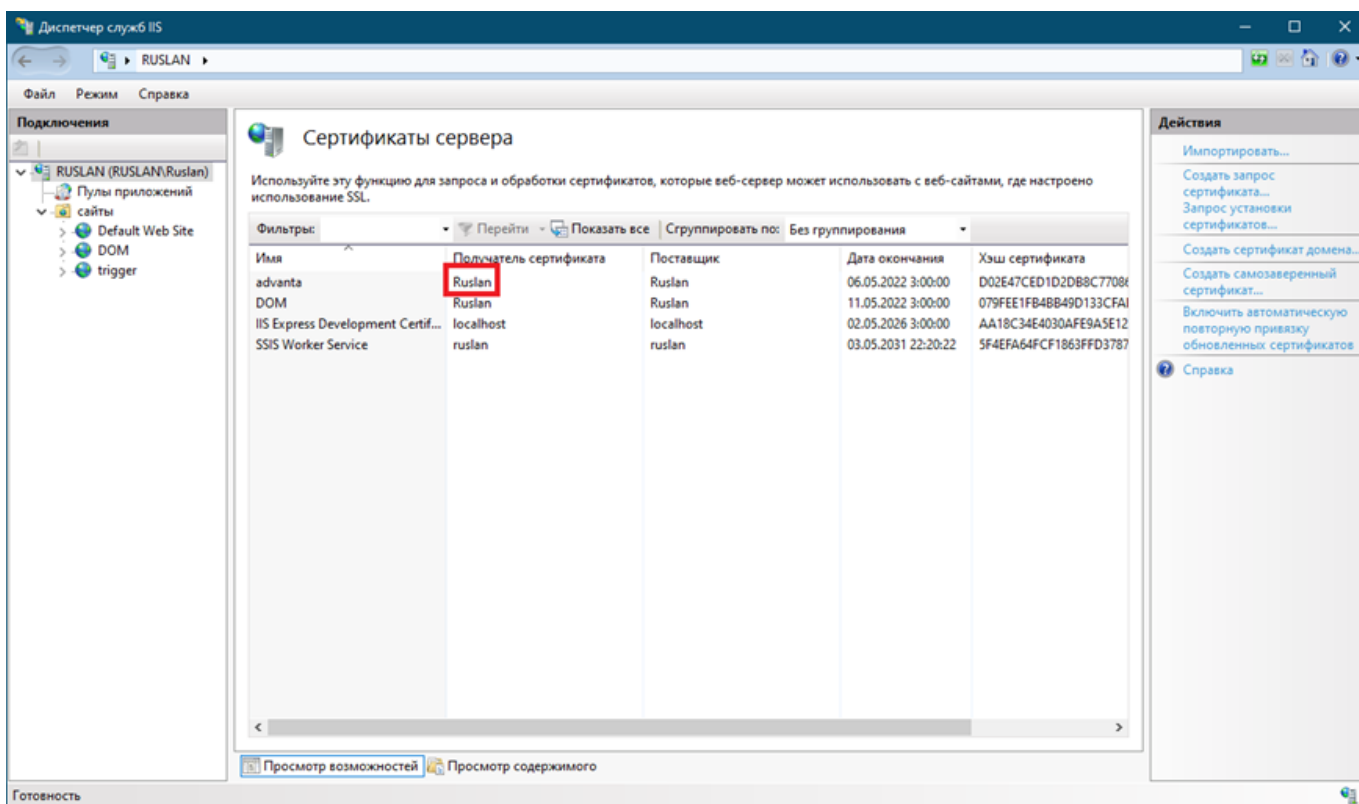 Диспетчер служб IIS
RUSLAN
Файл Режим Справка
Подключения
RUSLAN (RUSLAN\Ruslan)
Пулы приложений
сайты
Default Web Site
DOM
trigger
Сертификаты сервера
Используйте эту функцию для запроса и обработки сертификатов, которые веб-сервер может использовать с веб-сайтами, где настроено
использование SSL.
Фильтры: Перейти Показать все Сгруппировать по: Без группирования
Имя Получатель сертификата Поставщик Дата окончания Хэш сертификата
advanta Ruslan Ruslan 06.05.2022 3:00:00 D02E47CED1D2DB8C77086
DOM Ruslan Ruslan 11.05.2022 3:00:00 079FEE1FB4BB49D133CFAI
IIS Express Development Certif... localhost localhost 02.05.2026 3:00:00 AA18C34E4030AFE9A5E12
SSIS Worker Service ruslan ruslan 03.05.2031 22:20:22 5F4EFA64FCF1863FFD3787
Просмотр возможностей Просмотр содержимого
Действия
Импортировать...
Создать запрос
сертификата...
Запрос установки
сертификатов...
Создать сертификат домена...
Создать самозаверенный
сертификат...
Включить автоматическую
повторную привязку
обновленных сертификатов
Справка
Готовность